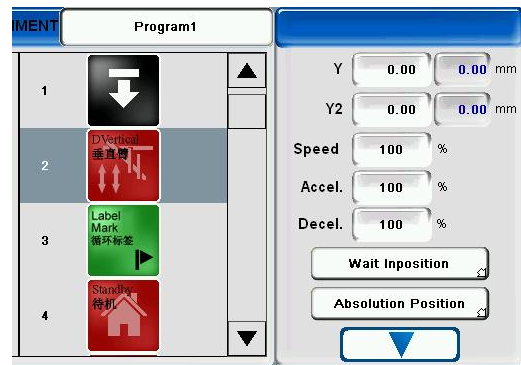 MENT
Program1
1
2
DVertical
垂直臂
3
Label
Mark
循环标签
4
Standby
待机
Y 0.00 0.00 mm
Y2 0.00 0.00 mm
Speed 100 %
Accel. 100 %
Decel. 100 %
Wait Inposition
Absolution Position